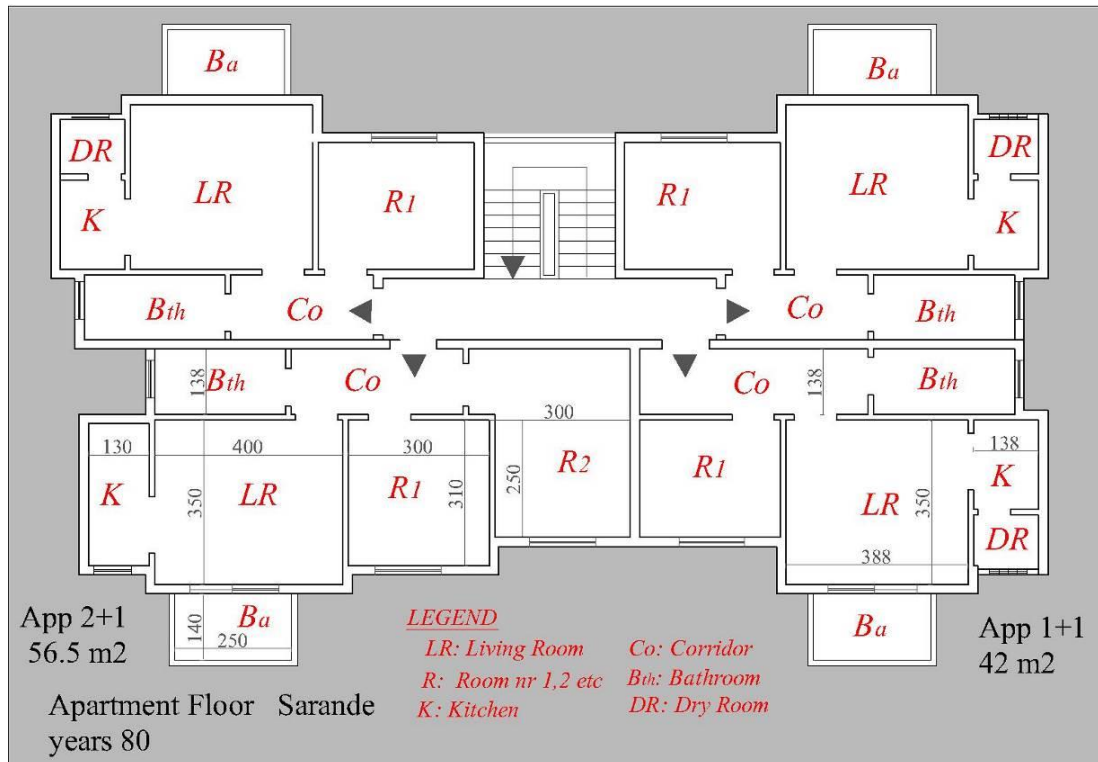 Ba
Ba
DR
LR
R1
R1
LR
DR
K
K
Bth
Co
Co
Bth
138
Bth
Co
300
Co
138
Bth
130
400
300
138
K
350
LR
R1
310
250
R2
R1
LR
350
K
DR
388
App 2+1
56.5 m2
140
Ba
250
LEGEND
LR: Living Room
R: Room nr 1,2 etc
K: Kitchen
Co: Corridor
Bth: Bathroom
DR: Dry Room
Ba
App 1+1
42 m2
Apartment Floor Sarande
years 80